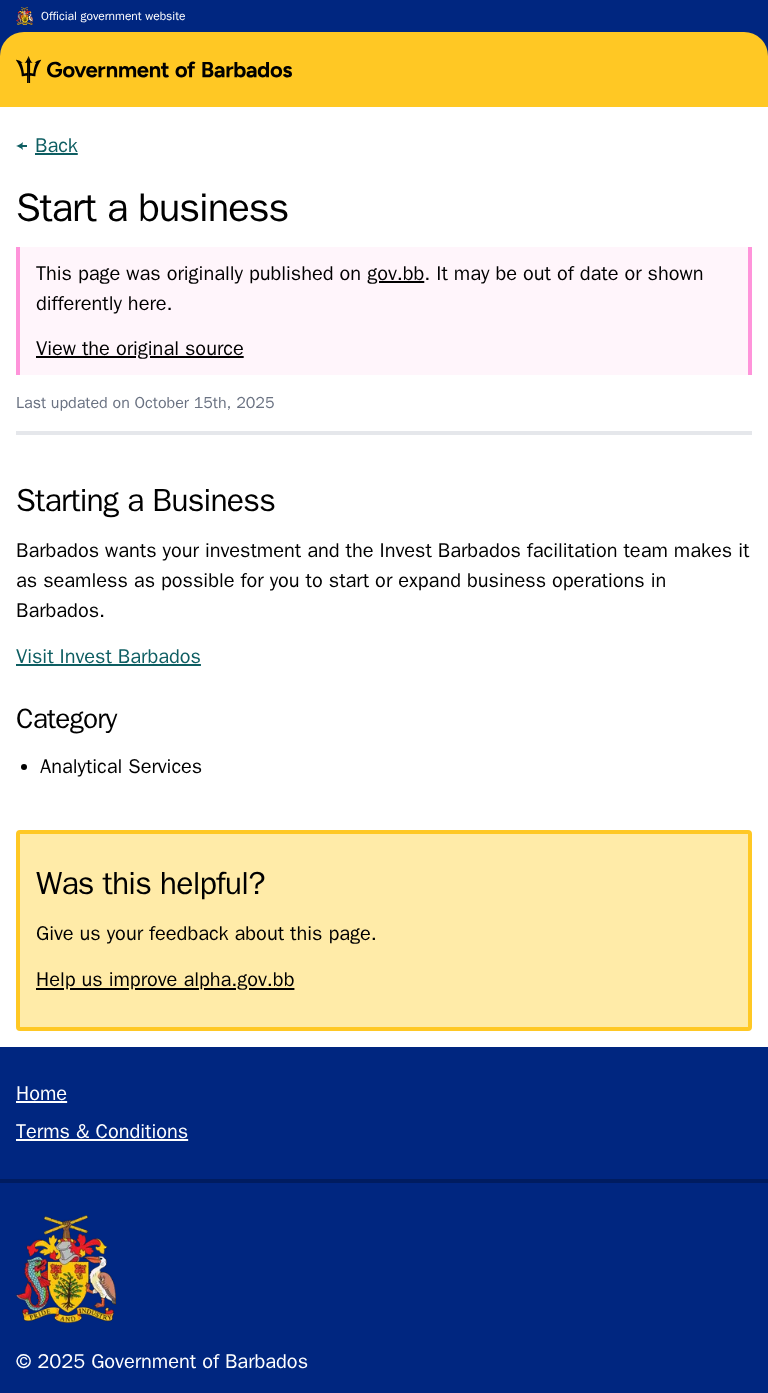 Official government website
Government of Barbados
Back
Start a business
This page was originally published on gov.bb. It may be out of date or shown
differently here.
View the original source
Last updated on October 15th, 2025
Starting a Business
Barbados wants your investment and the Invest Barbados facilitation team makes it
as seamless as possible for you to start or expand business operations in
Barbados.
Visit Invest Barbados
Category
• Analytical Services
Was this helpful?
Give us your feedback about this page.
Help us improve alpha.gov.bb
Home
Terms & Conditions
PRIDE AND INDUSTRY
© 2025 Government of Barbados